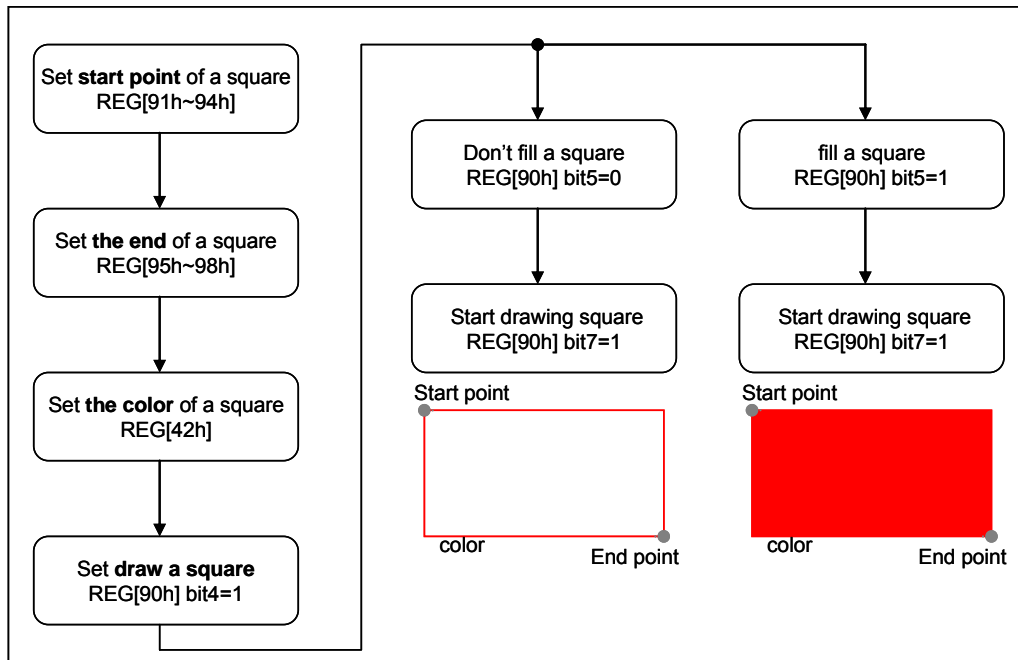 Set start point of a square
REG[91h~94h]
Set the end of a square
REG[95h~98h]
Set the color of a square
REG[42h]
Set draw a square
REG[90h] bit4=1
Don't fill a square
REG[90h] bit5=0
Start drawing square
REG[90h] bit7=1
Start point
color
End point
fill a square
REG[90h] bit5=1
Start drawing square
REG[90h] bit7=1
Start point
color
End point